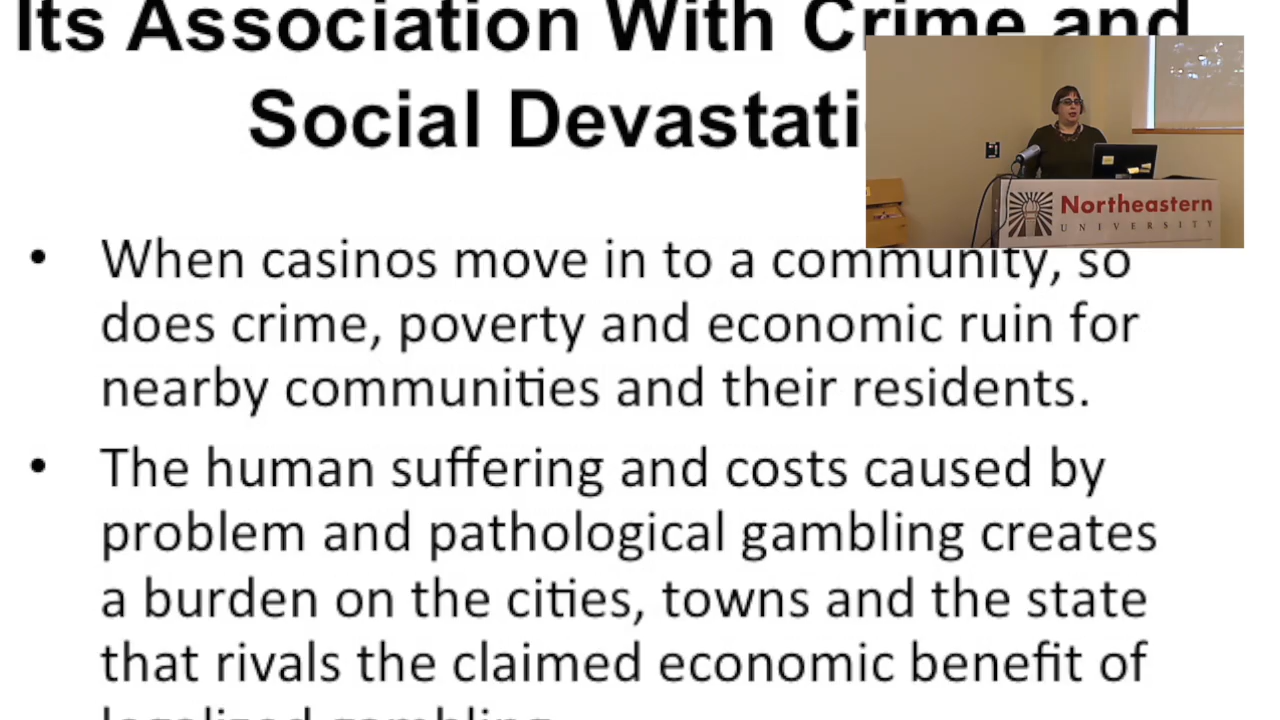 Its Association With Crime and
Social Devastati
• When casinos move in to a community, so
does crime, poverty and economic ruin for
nearby communities and their residents.
• The human suffering and costs caused by
problem and pathological gambling creates
a burden on the cities, towns and the state
that rivals the claimed economic benefit of
legalized gambling
Northeastern
UNIVERSITY